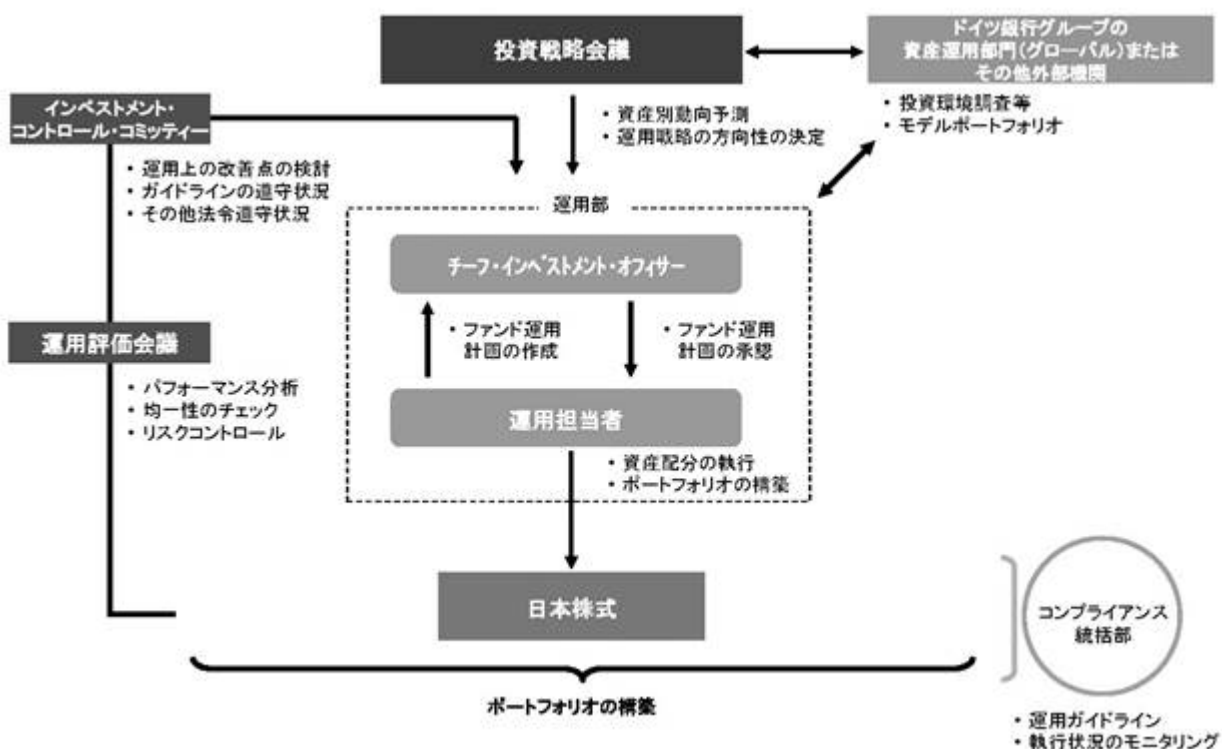 投資戦略会議
ドイツ銀行グループの
資産運用部門(グローバル)または
その他外部機関
・投資環境調査等
・モデルポートフォリオ
インベストメント・
コントロール・コミッティー
・資産別動向予測
・運用戦略の方向性の決定
・運用上の改善点の検討
・ガイドラインの遵守状況
・その他法令遵守状況
運用部
チーフ・インベストメント・オフィサー
・ファンド運用
計画の作成
・ファンド運用
計画の承認
運用評価会議
・パフォーマンス分析
・均一性のチェック
・リスクコントロール
運用担当者
・資産配分の執行
・ポートフォリオの構築
日本株式
コンプライアンス
統括部
ポートフォリオの構築
・運用ガイドライン
・執行状況のモニタリング